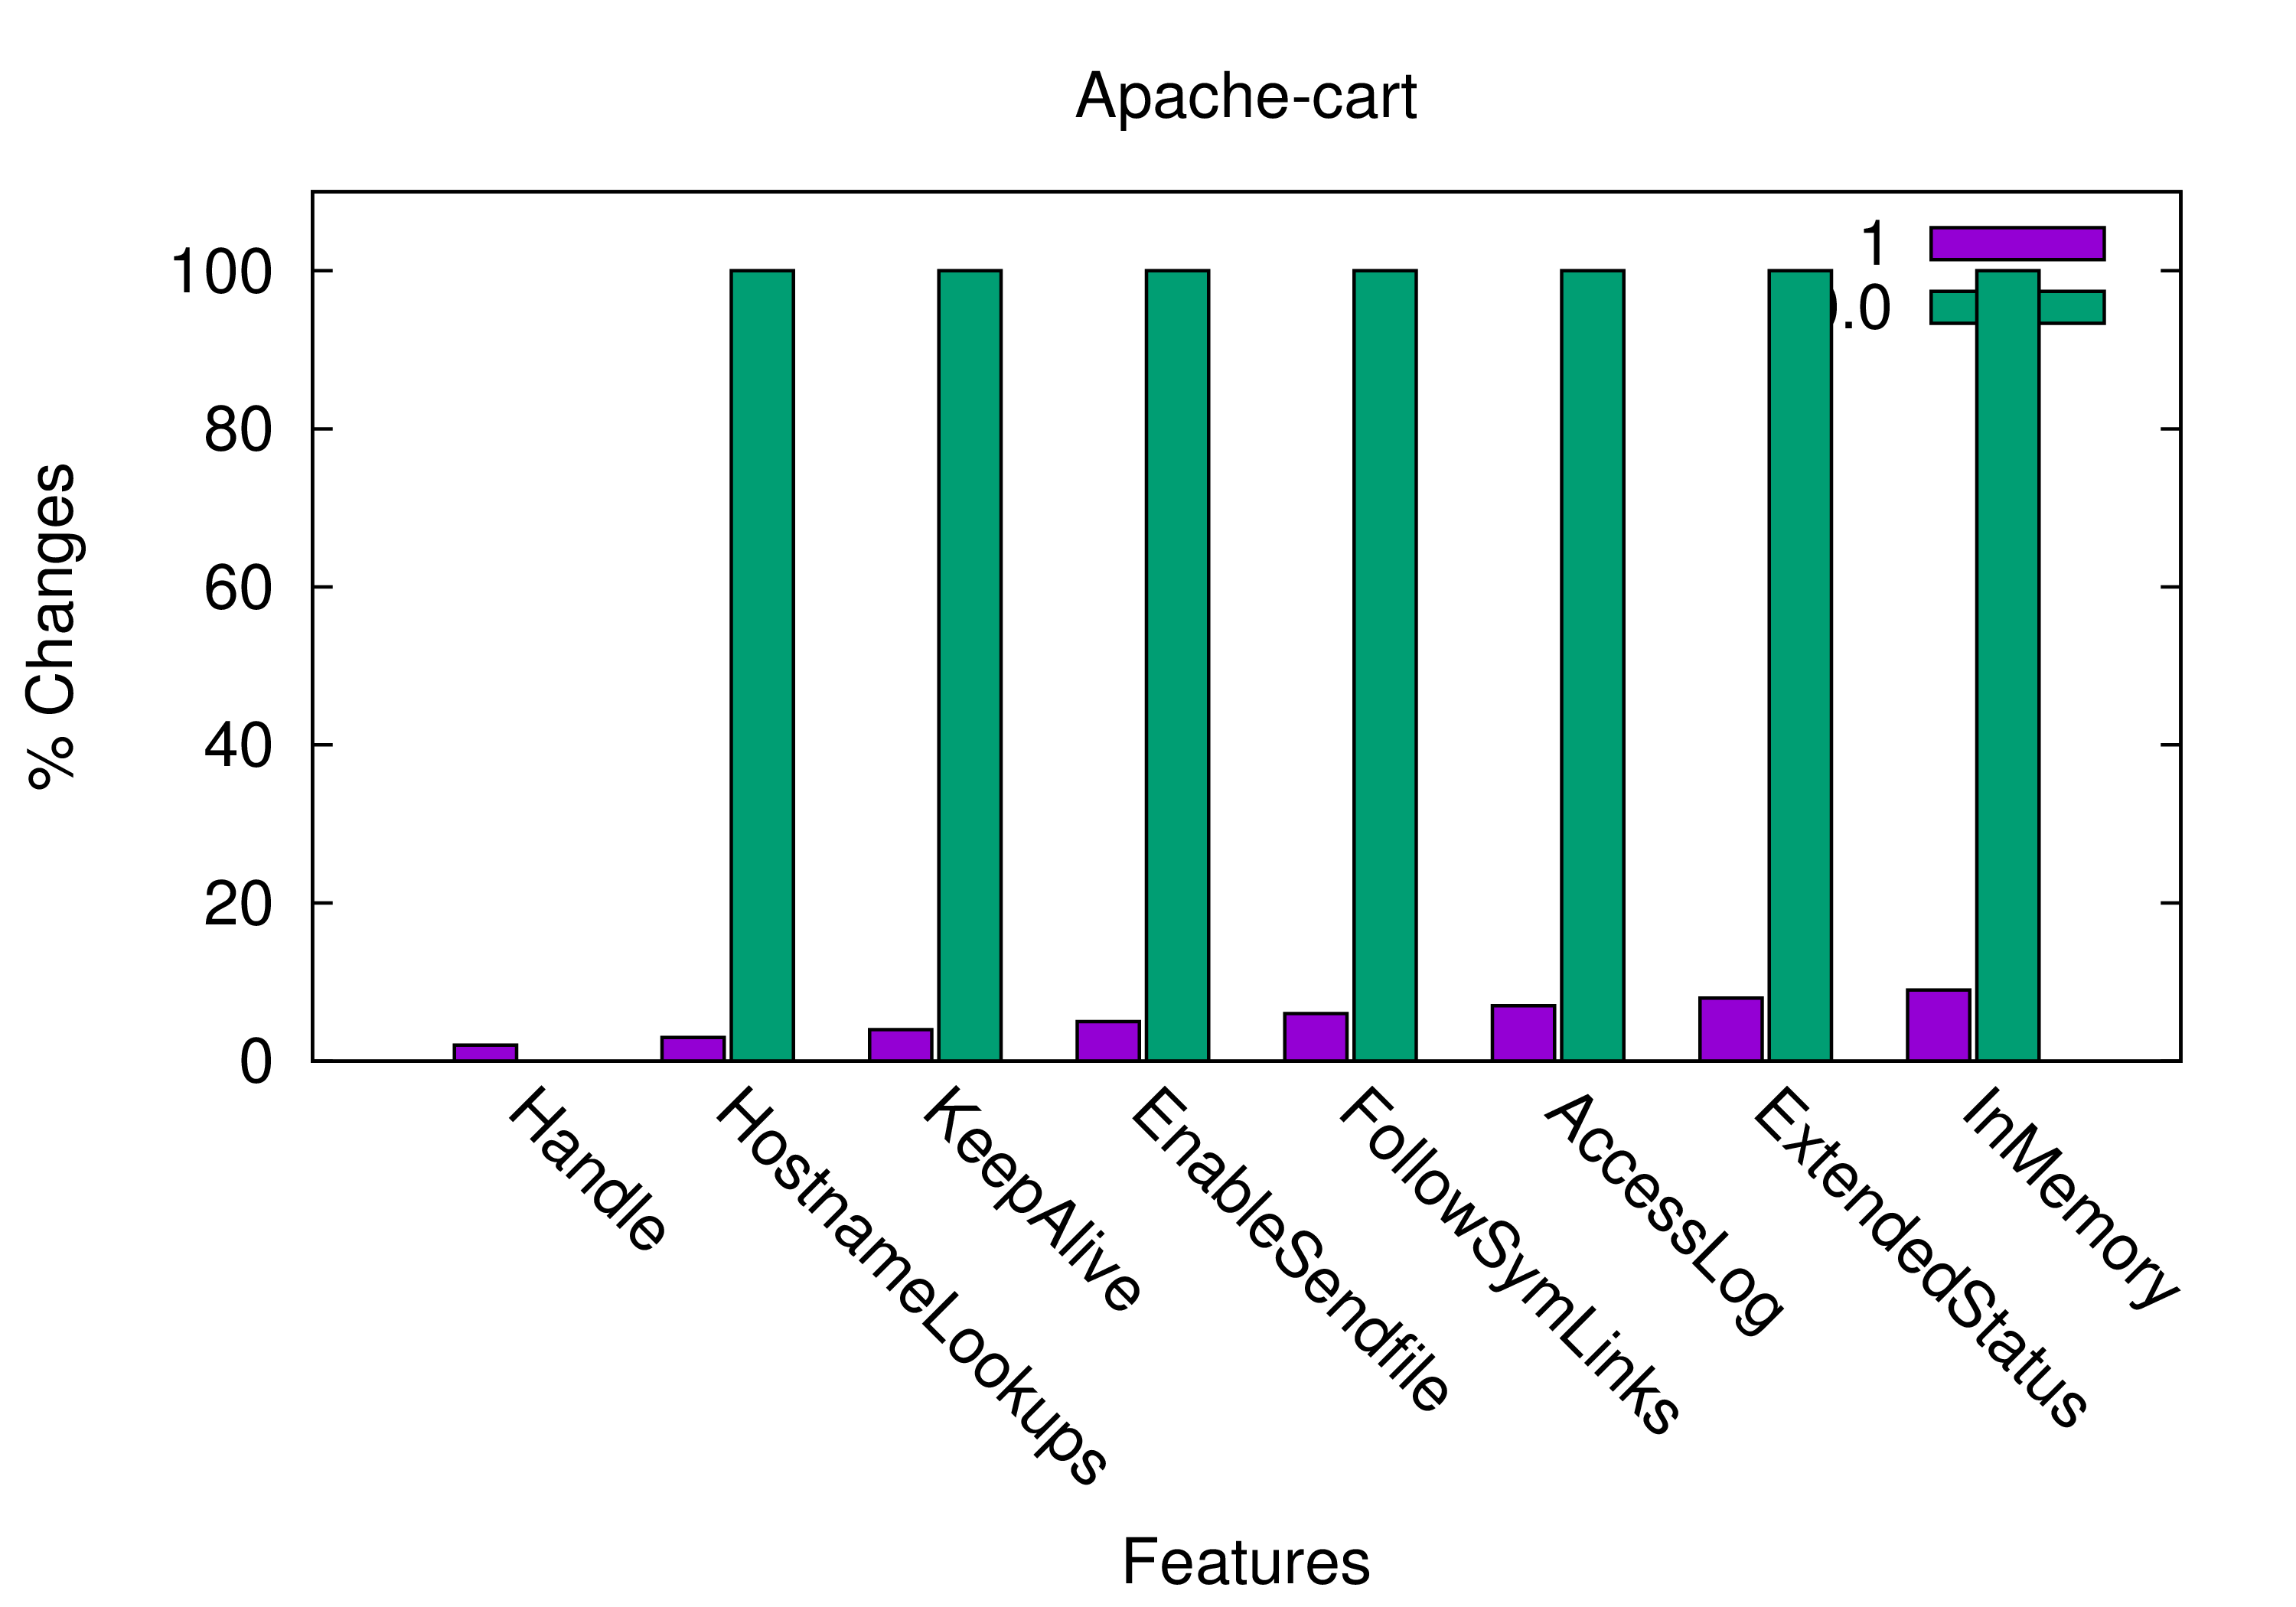 Apache-cart
1
.0
100
80
60
40
20
0
% Changes
Handle
HostnameLookups
KeepAlive
EnableSendfile
FollowSymLinks
AccessLog
ExtendedStatus
InMemory
Features